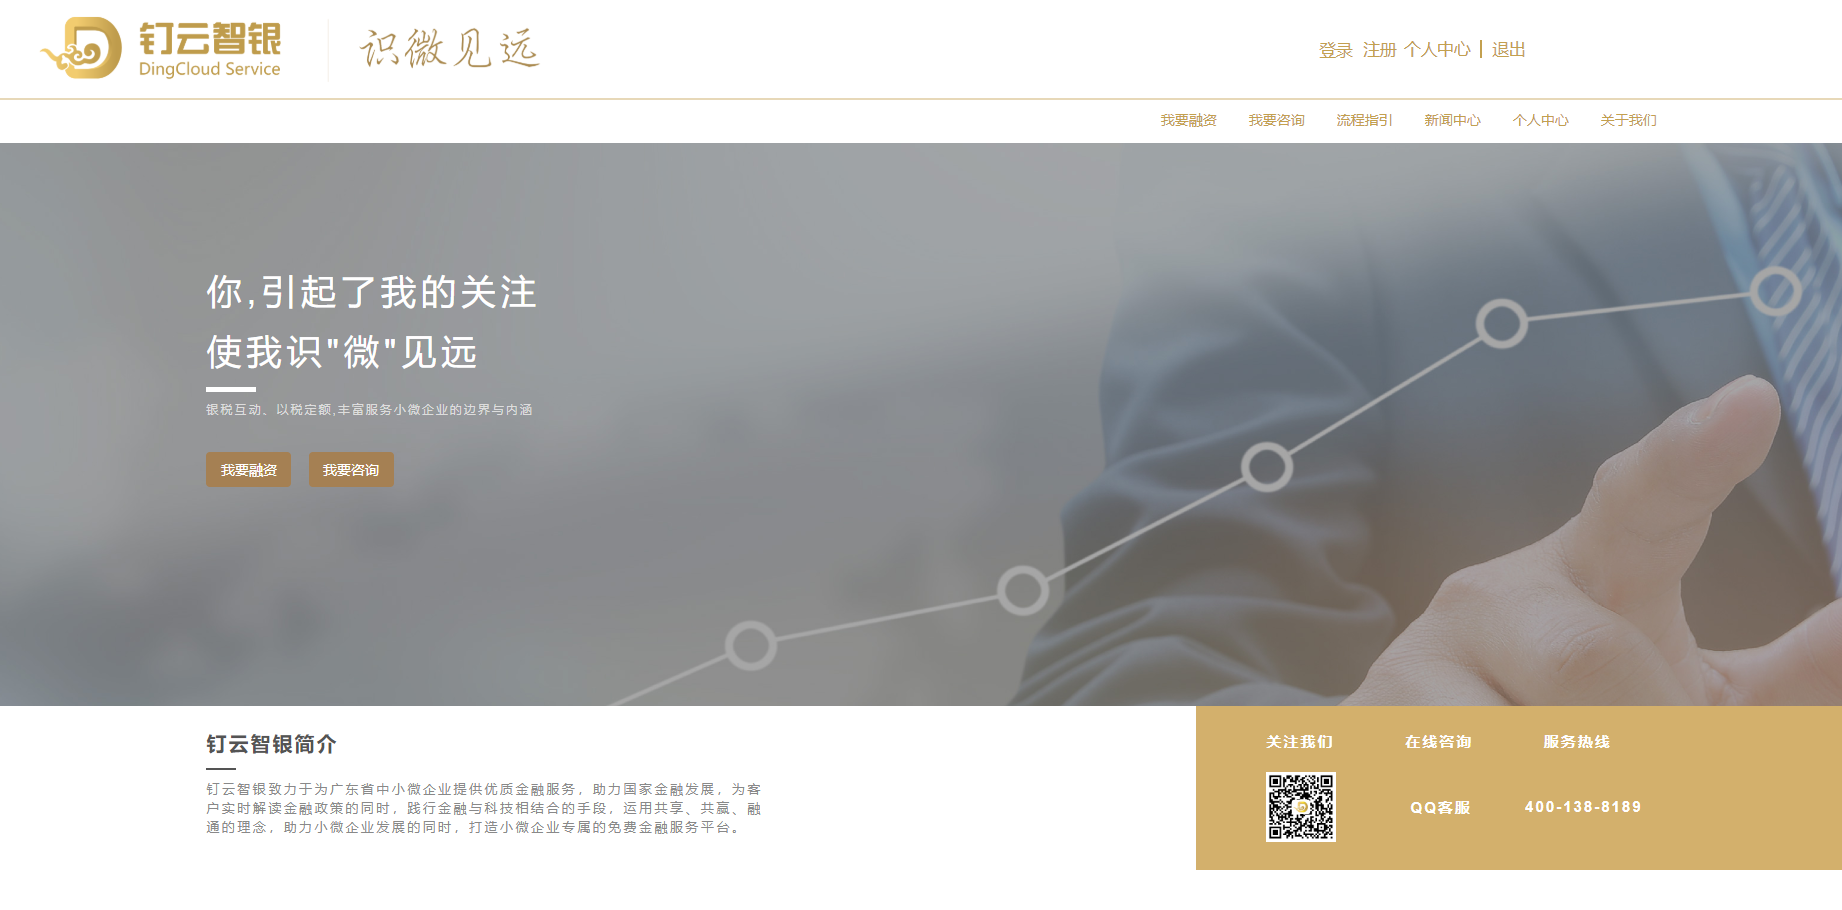 钉云智银
DingCloud Service
识微见远
登录 注册 个人中心 | 退出
我要融资 我要咨询 流程指引 新闻中心 个人中心 关于我们
你,引起了我的关注
使我识"微"见远
银税互动、以税定额,丰富服务小微企业的边界与内涵
我要融资 我要咨询
钉云智银简介
钉云智银致力于为广东省中小微企业提供优质金融服务，助力国家金融发展，为客
户实时解读金融政策的同时，践行金融与科技相结合的手段，运用共享、共赢、融
通的理念，助力小微企业发展的同时，打造小微企业专属的免费金融服务平台。
关注我们 在线咨询 服务热线
QQ客服 400-138-8189